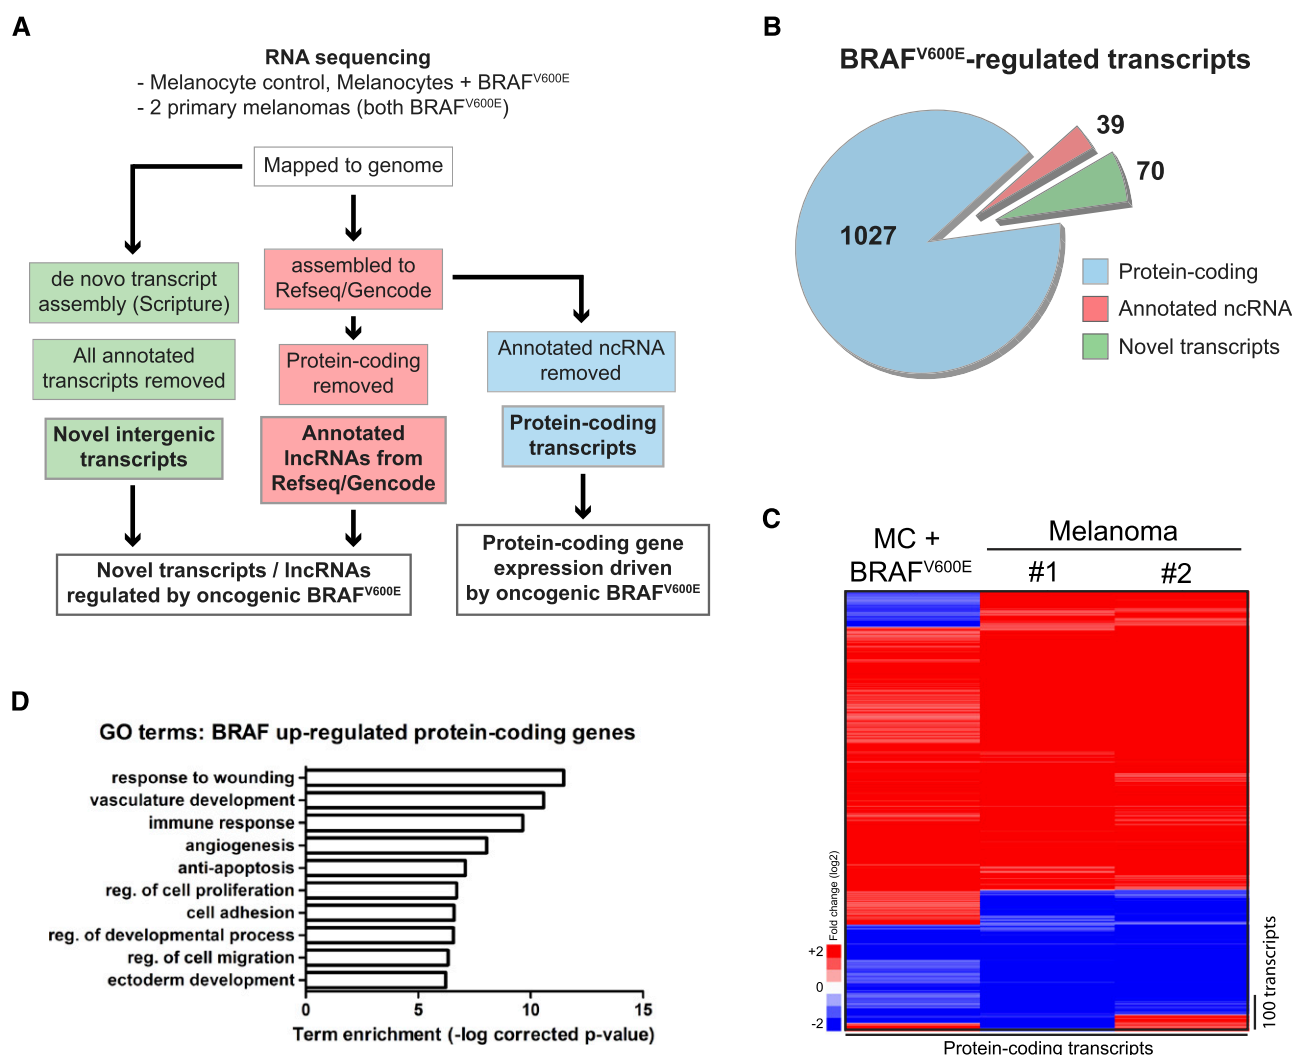 A
RNA sequencing
- Melanocyte control, Melanocytes + BRAFV600E
- 2 primary melanomas (both BRAFV600E)
Mapped to genome
de novo transcript
assembly (Scripture)
All annotated
transcripts removed
Novel intergenic
transcripts
assembled to
Refseq/Gencode
Protein-coding
removed
Annotated
lncRNAs from
Refseq/Gencode
Annotated ncRNA
removed
Protein-coding
transcripts
Novel transcripts / lncRNAs
regulated by oncogenic BRAFV600E
Protein-coding gene
expression driven
by oncogenic BRAFV600E
B
BRAFV600E-regulated transcripts
39
70
1027
Protein-coding
Annotated ncRNA
Novel transcripts
C
MC +
BRAFV600E
Melanoma
#1
#2
Fold change (log2)
+2
0
-2
100 transcripts
Protein-coding transcripts
D
GO terms: BRAF up-regulated protein-coding genes
response to wounding
vasculature development
immune response
angiogenesis
anti-apoptosis
reg. of cell proliferation
cell adhesion
reg. of developmental process
reg. of cell migration
ectoderm development
0 5 10 15
Term enrichment (-log corrected p-value)